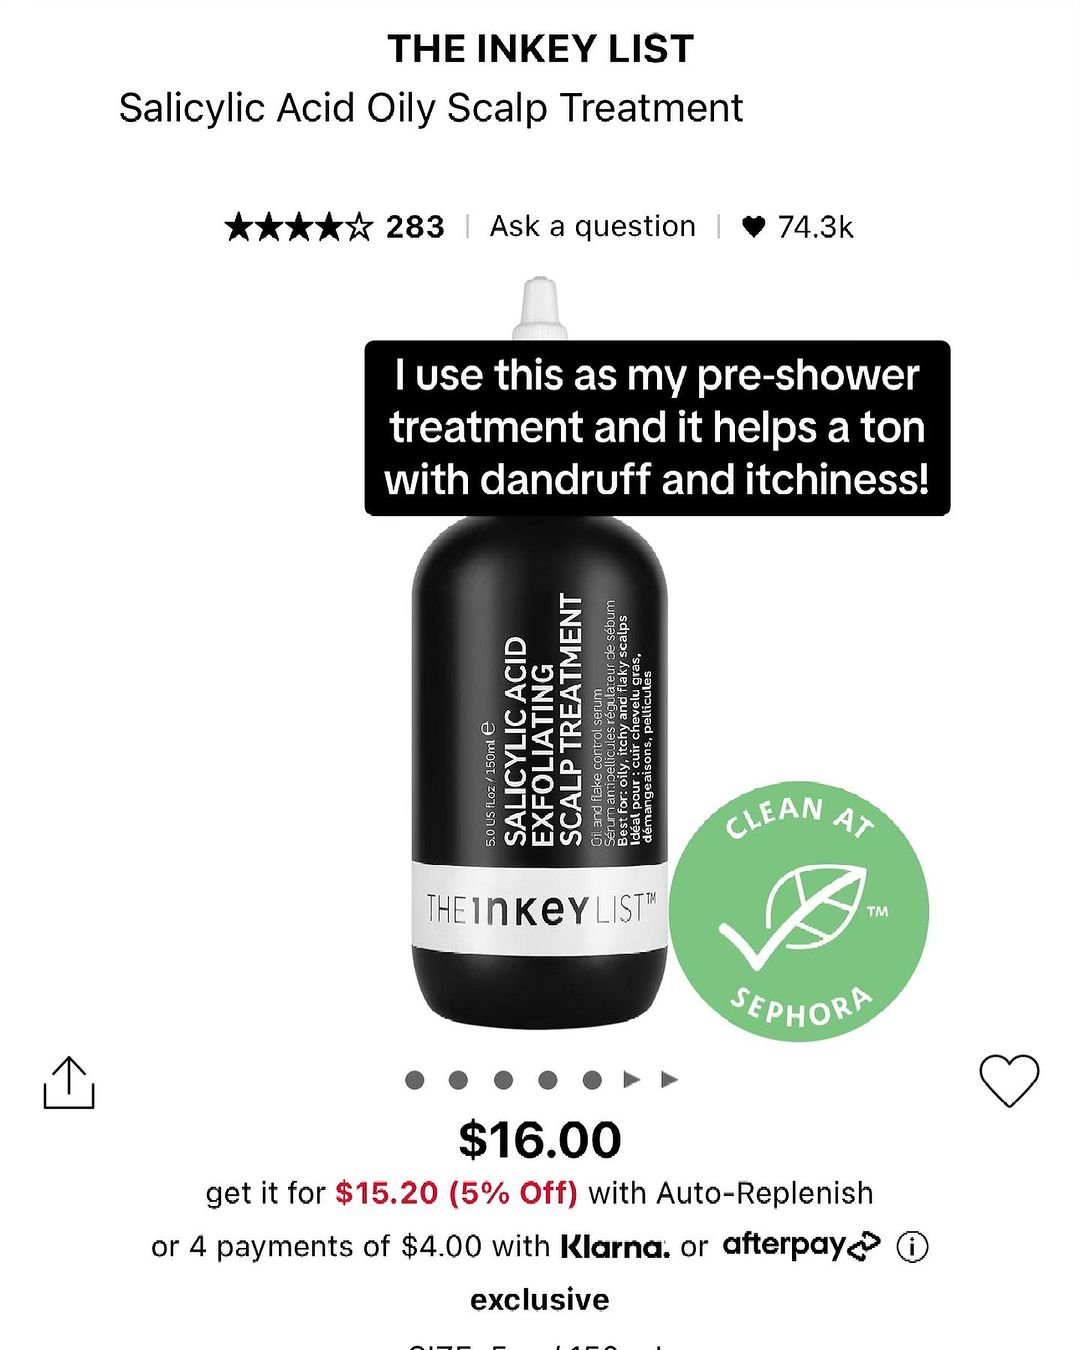 THE INKEY LIST
Salicylic Acid Oily Scalp Treatment
283
Ask a question
74.3k
I use this as my pre-shower
treatment and it helps a ton
with dandruff and itchiness!
5.0 US fl.oz / 150ml e
SALICYLIC ACID
EXFOLIATING
SCALP TREATMENT
Oil and flake control serum
Sérum antipellicules régulateur de sébum
Best for: oily, itchy and flaky scalps
Idéal pour : cuir chevelu gras,
démangeaisons, pellicules
THE INKEY LIST™
CLEAN AT
SEPHORA
TM
$16.00
get it for $15.20 (5% Off) with Auto-Replenish
or 4 payments of $4.00 with Klarna. or afterpay
exclusive